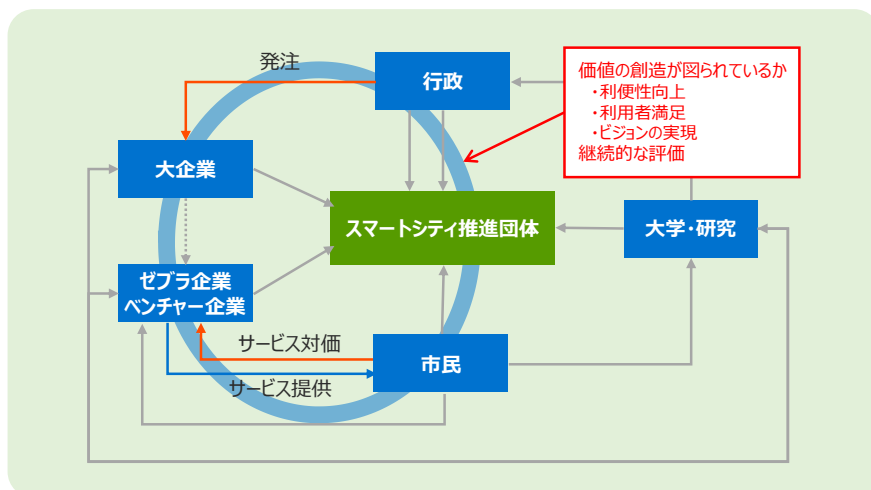 発注
行政
価値の創造が図られているか
・利便性向上
・利用者満足
・ビジョンの実現
継続的な評価
大企業
スマートシティ推進団体
大学・研究
ゼブラ企業
ベンチャー企業
サービス対価
市民
サービス提供